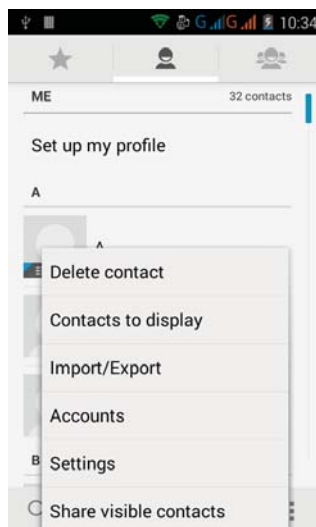 G G 10:34
ME 32 contacts
Set up my profile
A
A
Delete contact
Contacts to display
Import/Export
Accounts
B
Settings
Share visible contacts